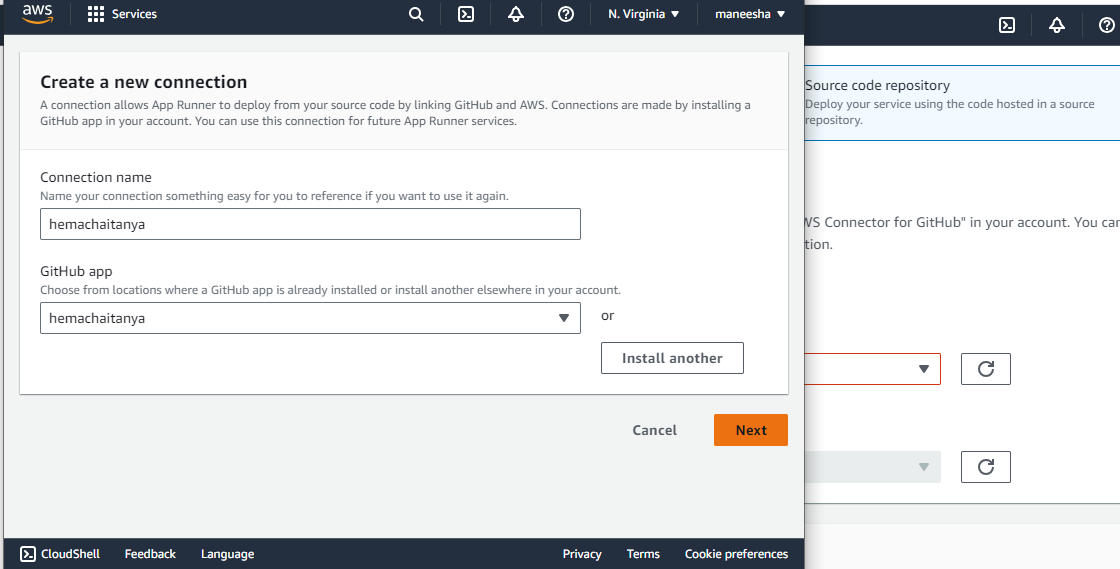 aws
Services
N. Virginia
maneesha
Create a new connection
A connection allows App Runner to deploy from your source code by linking GitHub and AWS. Connections are made by installing a
GitHub app in your account. You can use this connection for future App Runner services.
Connection name
Name your connection something easy for you to reference if you want to use it again.
hemachaitanya
GitHub app
Choose from locations where a GitHub app is already installed or install another elsewhere in your account.
hemachaitanya
or
Install another
Cancel
Next
CloudShell
Feedback
Language
Privacy
Terms
Cookie preferences
Source code repository
Deploy your service using the code hosted in a source
repository.
Connector for GitHub" in your account. You can